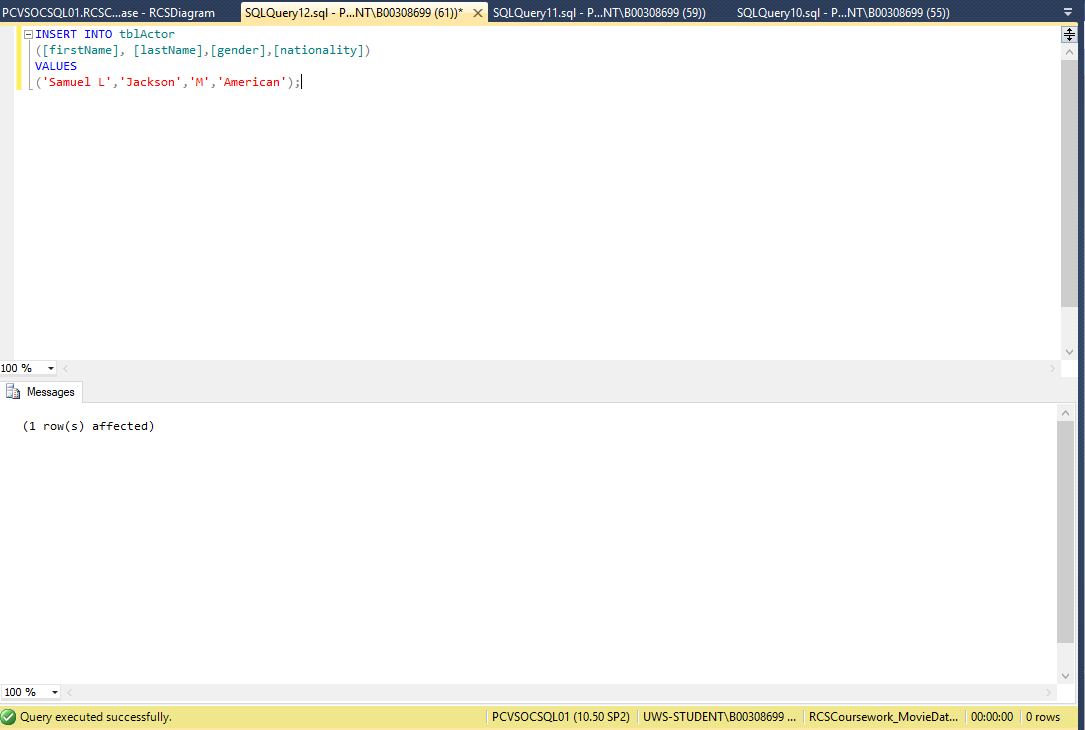 PCVSOCSQL01.RCSC...ase - RCSDiagram SQLQuery12.sql - P...NT\B00308699 (61))* SQLQuery11.sql - P...NT\B00308699 (59)) SQLQuery10.sql - P...NT\B00308699 (55))
INSERT INTO tblActor
([firstName], [lastName],[gender],[nationality])
VALUES
('Samuel L','Jackson','M','American');
100 %
Messages
(1 row(s) affected)
100 %
Query executed successfully. PCVSOCSQL01 (10.50 SP2) UWS-STUDENT\B00308699 ... RCSCoursework_MovieDat... 00:00:00 0 rows